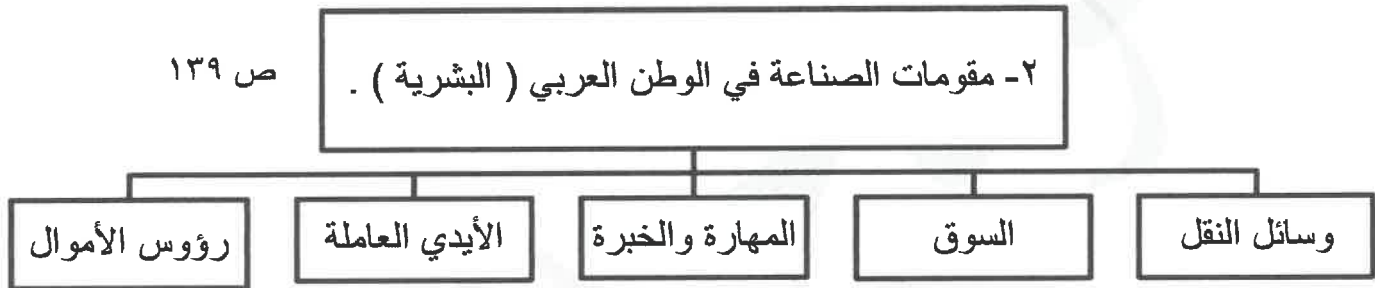 ٢- مقومات الصناعة في الوطن العربي ( البشرية ) .
ص ١٣٩
وسائل النقل
السوق
المهارة والخبرة
الأيدي العاملة
رؤوس الأموال